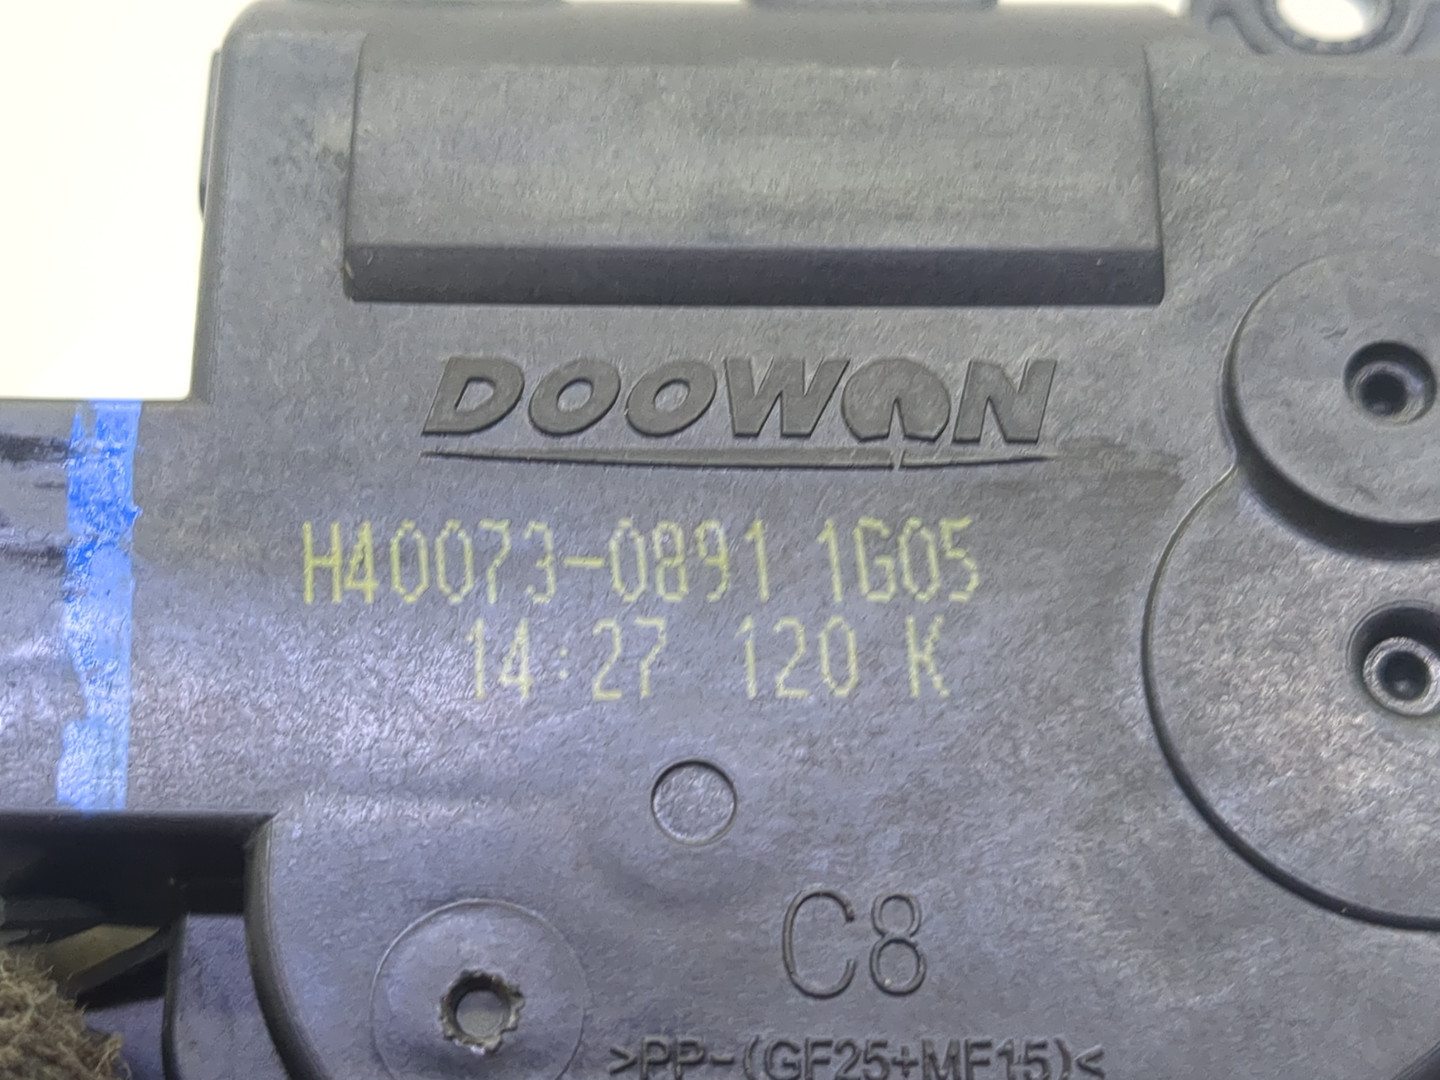 DOOWON
H40073-0891 1G05
14:27 120 K
C8
>PP-(GF25+MF15)<